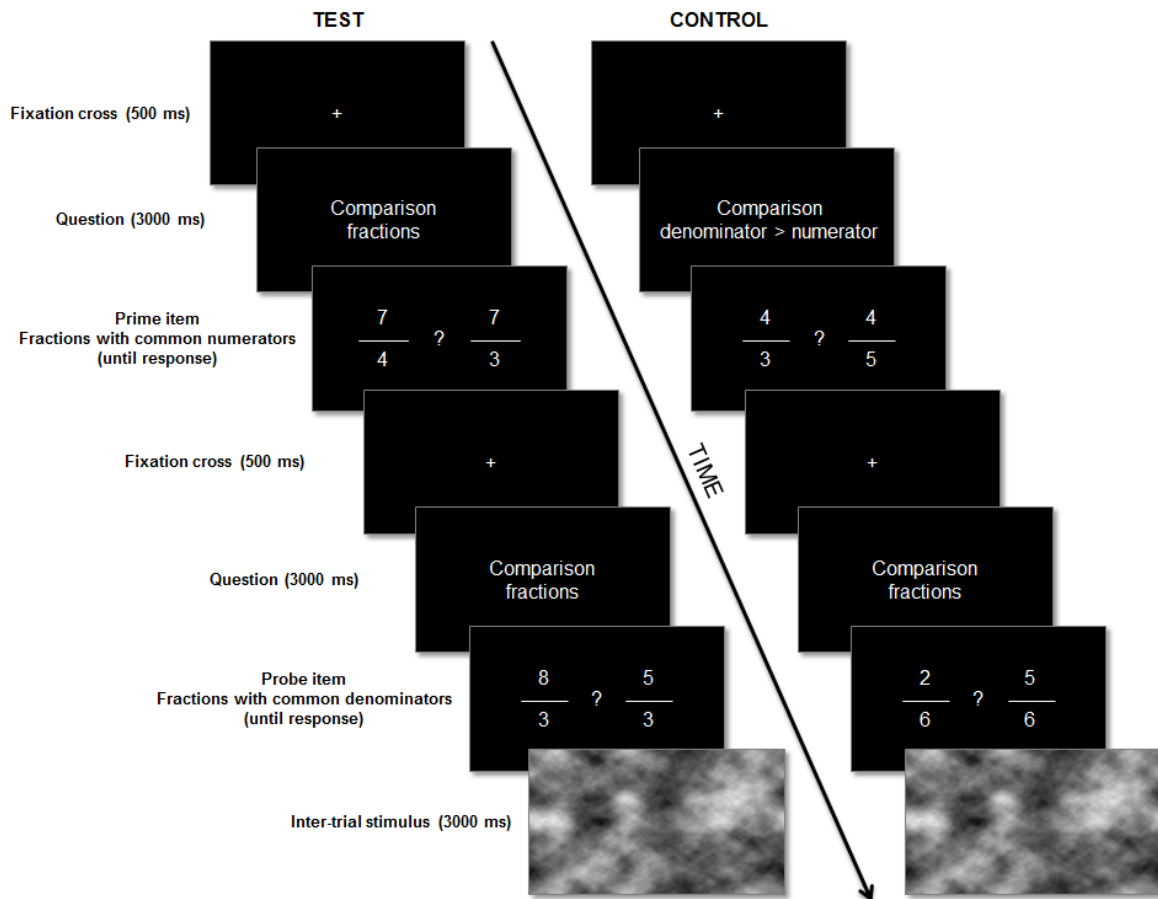 TEST
CONTROL
Fixation cross (500 ms)
+
+
Question (3000 ms)
Comparison
fractions
Comparison
denominator > numerator
Prime item
Fractions with common numerators
(until response)
7 7
?
4 3
4 4
?
3 5
Fixation cross (500 ms)
+
+
TIME
Question (3000 ms)
Comparison
fractions
Comparison
fractions
Probe item
Fractions with common denominators
(until response)
8 5
?
3 3
2 5
?
6 6
Inter-trial stimulus (3000 ms)